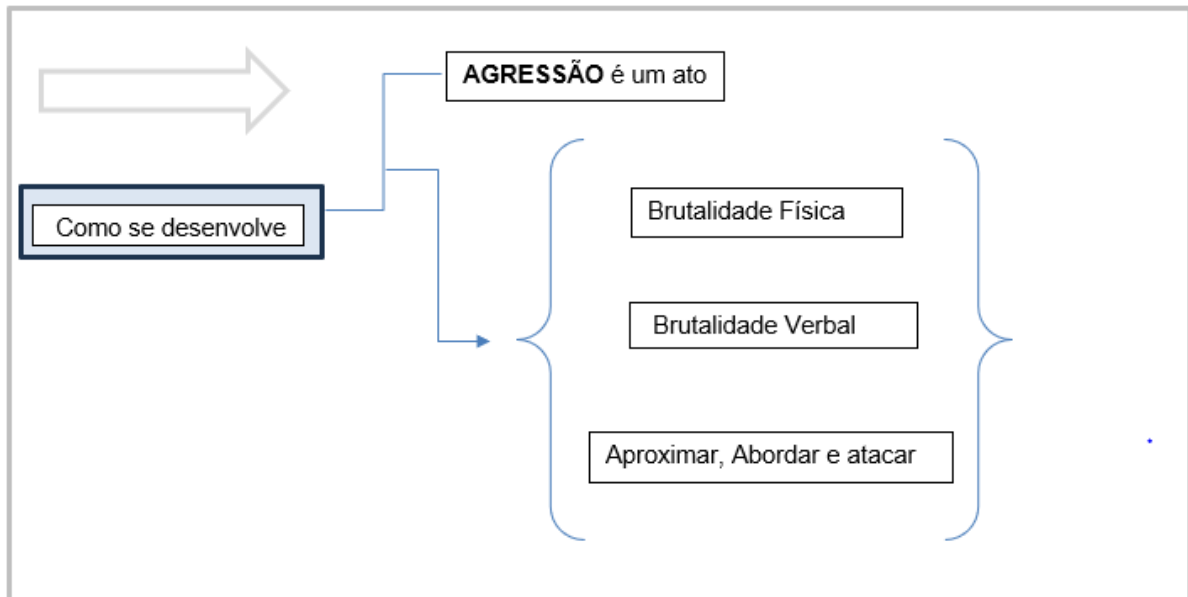 AGRESSÃO é um ato
Como se desenvolve
Brutalidade Física
Brutalidade Verbal
Aproximar, Abordar e atacar